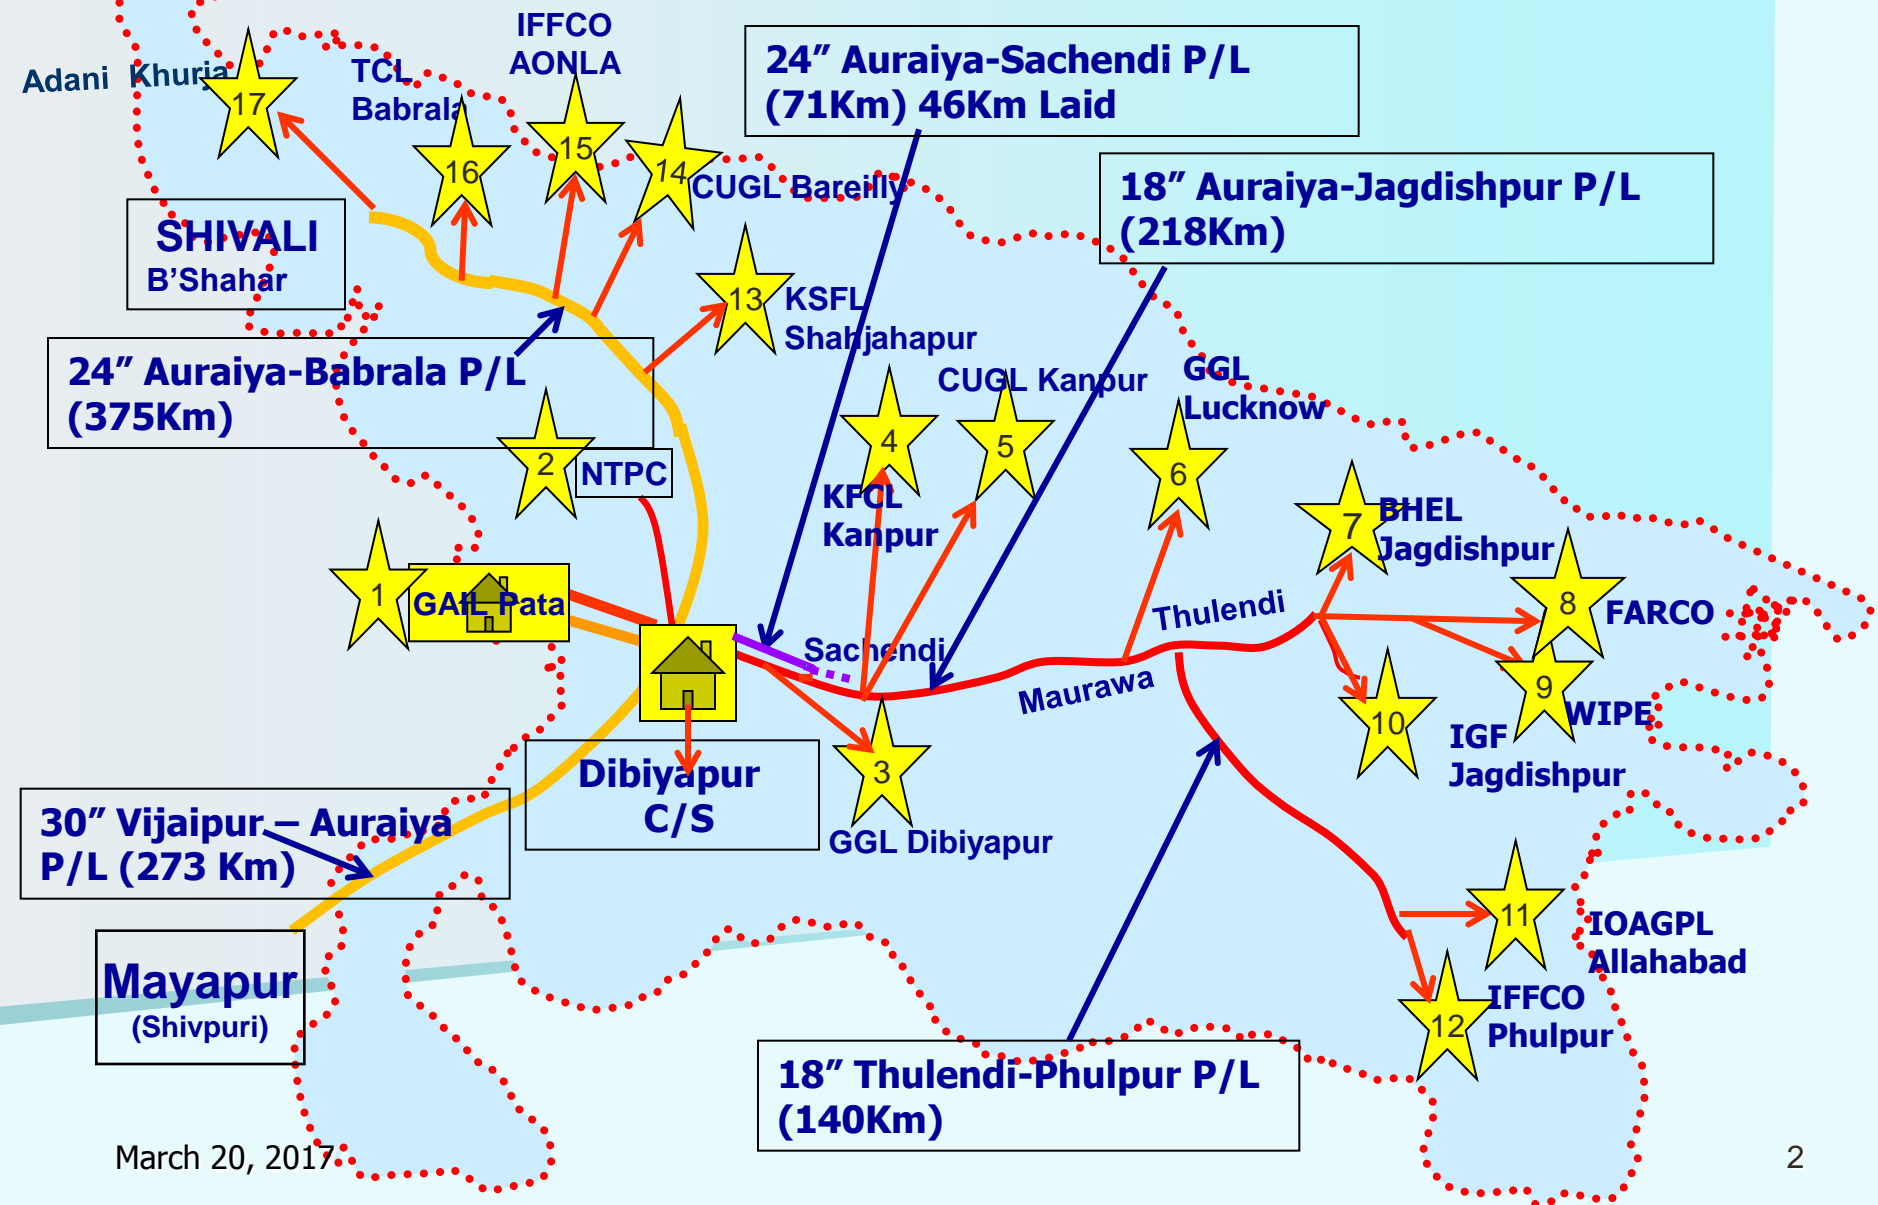 IFFCO
AONLA
Adani Khurja
17
TCL
Babrala
16
15
14
CUGL Bareilly
24″ Auraiya-Sachendi P/L
(71Km) 46Km Laid
18″ Auraiya-Jagdishpur P/L
(218Km)
SHIVALI
B’Shahar
13
KSFL
Shahjahapur
24″ Auraiya-Babrala P/L
(375Km)
2
NTPC
4
KFCL
Kanpur
CUGL Kanpur
5
GGL
Lucknow
6
7
BHEL
Jagdishpur
8
FARCO
1
GAIL Pata
Sachendi
Maurawa
Thulendi
9
WIPE
10
IGF
Jagdishpur
3
GGL Dibiyapur
Dibiyapur
C/S
30″ Vijaipur – Auraiya
P/L (273 Km)
Mayapur
(Shivpuri)
11
IOAGPL
Allahabad
12
IFFCO
Phulpur
18″ Thulendi-Phulpur P/L
(140Km)
March 20, 2017
2